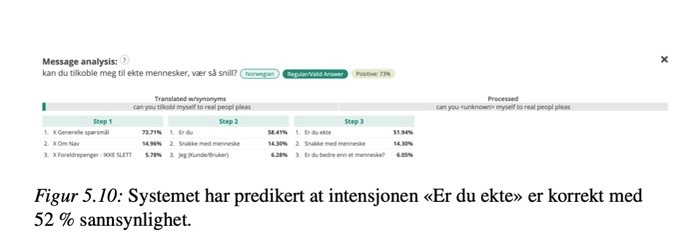 Message analysis: ?
kan du tilkoble meg til ekte mennesker, vær så snill? Norwegian Regular/Valid Answer Positive: 73%
Translated w/synonyms Processed
can you tilkobl myself to real peopl pleas can you <unknown> myself to real peopl pleas
Step 1 Step 2 Step 3
1. X Generelle spørsmål 73.71% 1. Er du 58.41% 1. Er du ekte 51.94%
2. X Om Nav 14.96% 2. Snakke med menneske 14.30% 2. Snakke med menneske 14.30%
3. X Foreldrepenger - IKKE SLETT 5.78% 3. Jeg (Kunde/Bruker) 6.28% 3. Er du bedre enn et menneske? 6.05%
Figur 5.10: Systemet har predikert at intensjonen «Er du ekte» er korrekt med
52 % sannsynlighet.